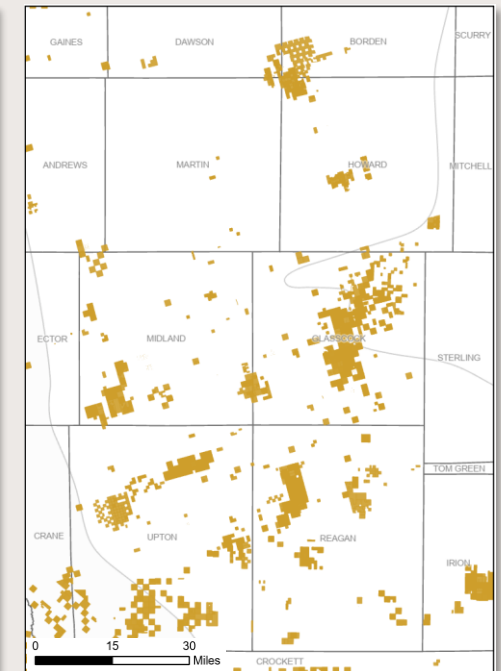 GAINES
DAWSON
BORDEN
SCURRY
ANDREWS
MARTIN
HOWARD
MITCHELL
ECTOR
MIDLAND
GLASSCOCK
STERLING
TOM GREEN
CRANE
UPTON
REAGAN
IRION
0 15 30 Miles
CROCKETT